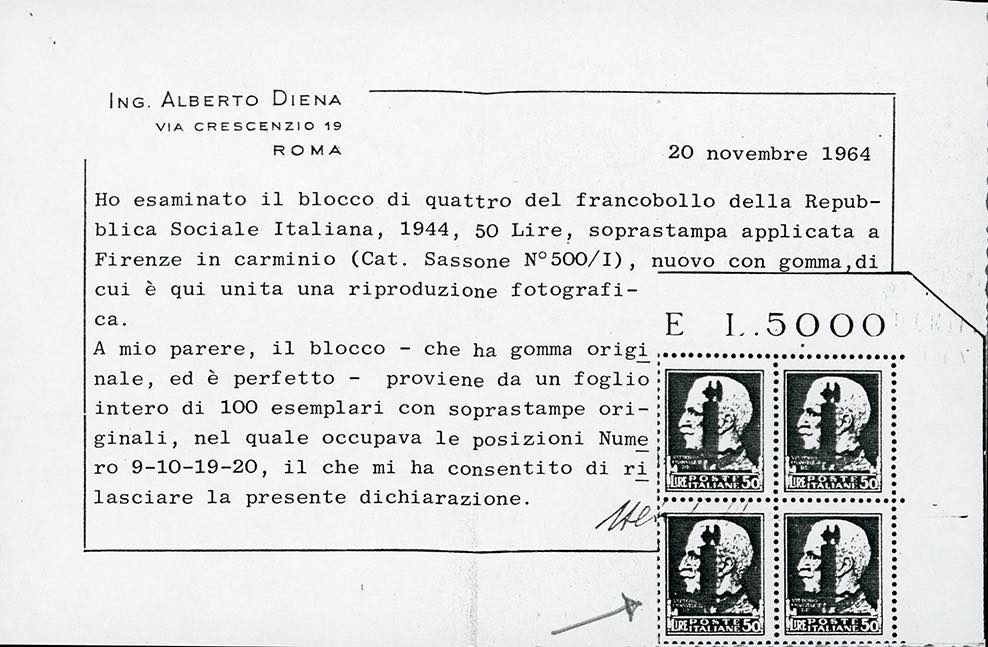 ING. ALBERTO DIENA
VIA CRESCENZIO 19
ROMA
20 novembre 1964
Ho esaminato il blocco di quattro del francobollo della Repub-
blica Sociale Italiana, 1944, 50 Lire, soprastampa applicata a
Firenze in carminio (Cat. Sassone N°500/I), nuovo con gomma,di
cui è qui unita una riproduzione fotografi-
ca.
A mio parere, il blocco - che ha gomma origi
nale, ed è perfetto - proviene da un foglio
intero di 100 esemplari con soprastampe ori-
ginali, nel quale occupava le posizioni Nume
ro 9-10-19-20, il che mi ha consentito di ri
lasciare la presente dichiarazione.
E L.5000
LIRE POSTE ITALIANE 50
LIRE POSTE ITALIANE 50
LIRE POSTE ITALIANE 50
LIRE POSTE ITALIANE 50